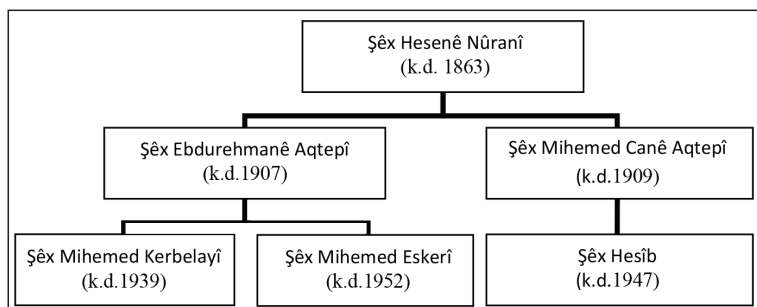 Şêx Hesenê Nûranî
(k.d. 1863)
Şêx Ebdurehmanê Aqtepî
(k.d.1907)
Şêx Mihemed Canê Aqtepî
(k.d.1909)
Şêx Mihemed Kerbelayî
(k.d.1939)
Şêx Mihemed Eskerî
(k.d.1952)
Şêx Hesîb
(k.d.1947)